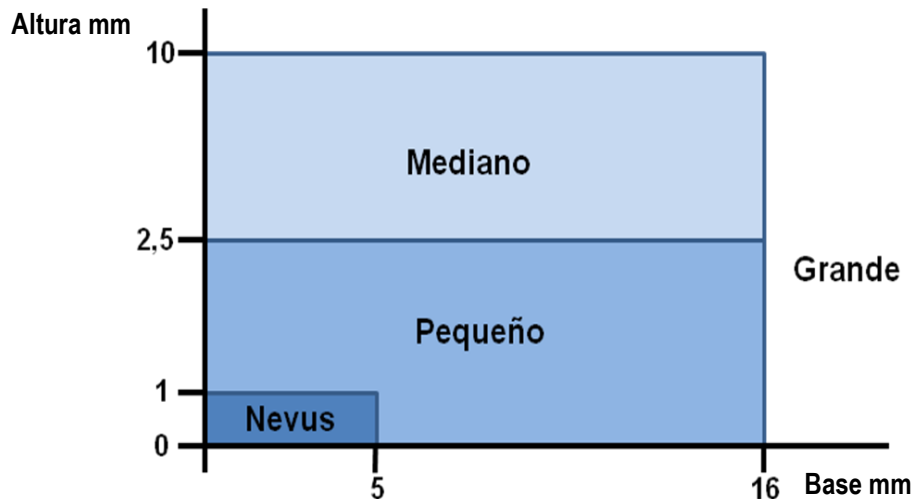 Altura mm
10
Mediano
2,5
Grande
Pequeño
1
Nevus
0
5
16
Base mm